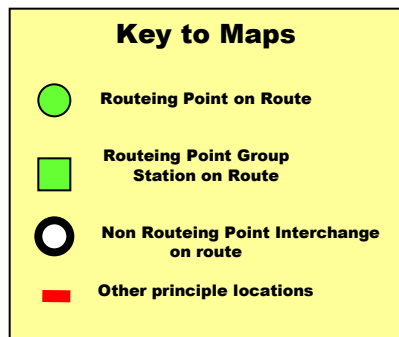 Key to Maps
Routeing Point on Route
Routeing Point Group
Station on Route
Non Routeing Point Interchange
on route
Other principle locations